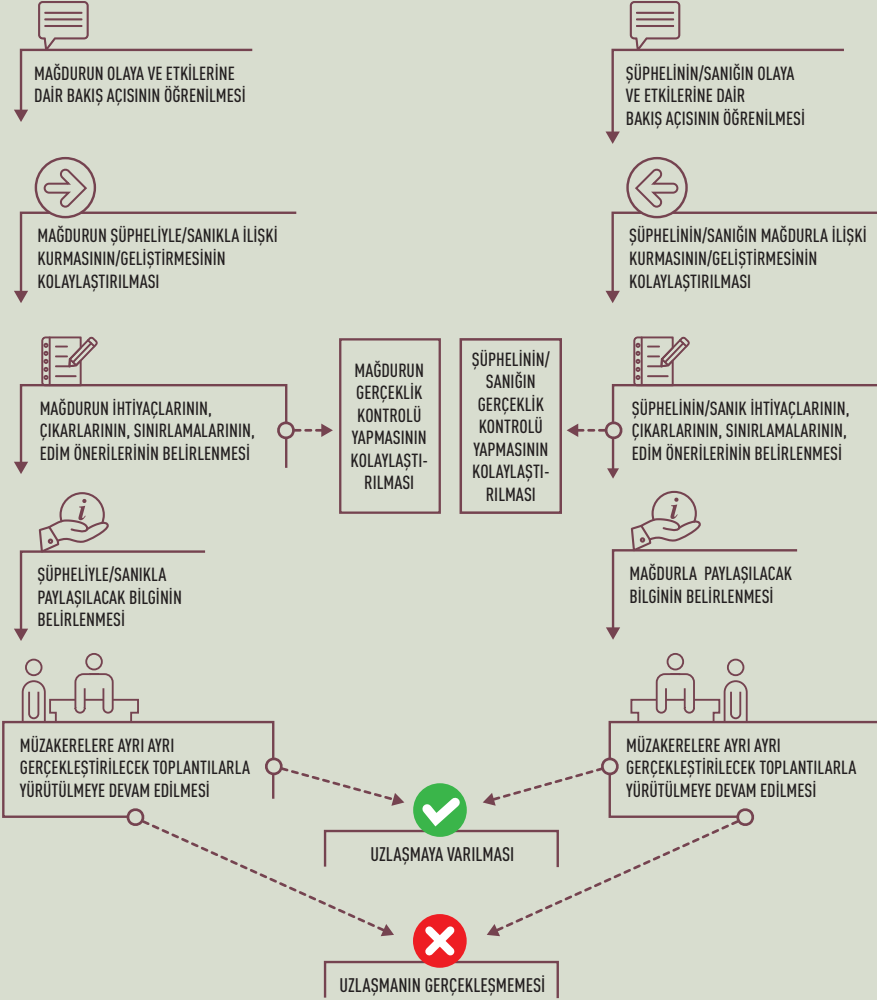 MAĞDURUN OLAYA VE ETKİLERİNE
DAİR BAKIŞ AÇISININ ÖĞRENİLMESİ
ŞÜPHELİNİN/SANIĞIN OLAYA
VE ETKİLERİNE DAİR
BAKIŞ AÇISININ ÖĞRENİLMESİ
MAĞDURUN ŞÜPHELİYLE/SANIKLA İLİŞKİ
KURMASININ/GELİŞTİRMESİNİN
KOLAYLAŞTIRILMASI
ŞÜPHELİNİN/SANIĞIN MAĞDURLA İLİŞKİ
KURMASININ/GELİŞTİRMESİNİN
KOLAYLAŞTIRILMASI
MAĞDURUN İHTİYAÇLARININ,
ÇIKARLARININ, SINIRLAMALARININ,
EDİM ÖNERİLERİNİN BELİRLENMESİ
MAĞDURUN
GERÇEKLİK
KONTROLÜ
YAPMASININ
KOLAYLAŞTI-
RILMASI
ŞÜPHELİNİN/
SANIĞIN
GERÇEKLİK
KONTROLÜ
YAPMASININ
KOLAYLAŞTI-
RILMASI
ŞÜPHELİNİN/SANIK İHTİYAÇLARININ,
ÇIKARLARININ, SINIRLAMALARININ,
EDİM ÖNERİLERİNİN BELİRLENMESİ
i
ŞÜPHELİYLE/SANIKLA
PAYLAŞILACAK BİLGİNİN
BELİRLENMESİ
i
MAĞDURLA PAYLAŞILACAK
BİLGİNİN BELİRLENMESİ
MÜZAKERELERE AYRI AYRI
GERÇEKLEŞTİRİLECEK TOPLANTILARLA
YÜRÜTÜLMEYE DEVAM EDİLMESİ
MÜZAKERELERE AYRI AYRI
GERÇEKLEŞTİRİLECEK TOPLANTILARLA
YÜRÜTÜLMEYE DEVAM EDİLMESİ
UZLAŞMAYA VARILMASI
UZLAŞMANIN GERÇEKLEŞMEMESİ